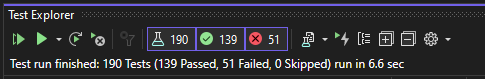 Test Explorer
190 139 51
Test run finished: 190 Tests (139 Passed, 51 Failed, 0 Skipped) run in 6.6 sec